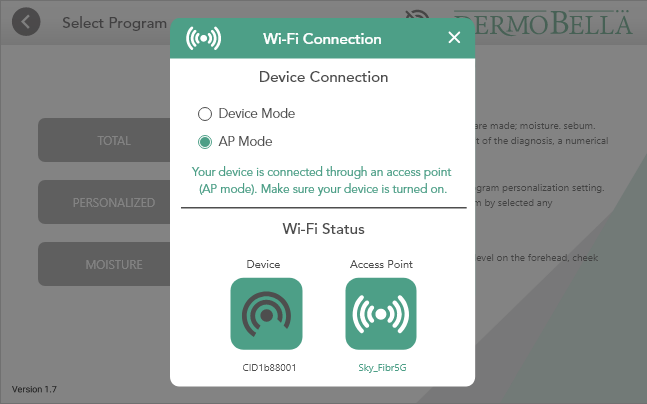 Select Program
DERMOBELLA
Wi-Fi Connection
Device Connection
Device Mode
AP Mode
Your device is connected through an access point
(AP mode). Make sure your device is turned on.
Wi-Fi Status
Device
Access Point
CID1b88001
Sky_Fibr5G
TOTAL
are made; moisture. sebum.
t of the diagnosis, a numerical
PERSONALIZED
gram personalization setting.
m by selected any
MOISTURE
evel on the forehead, cheek
Version 1.7